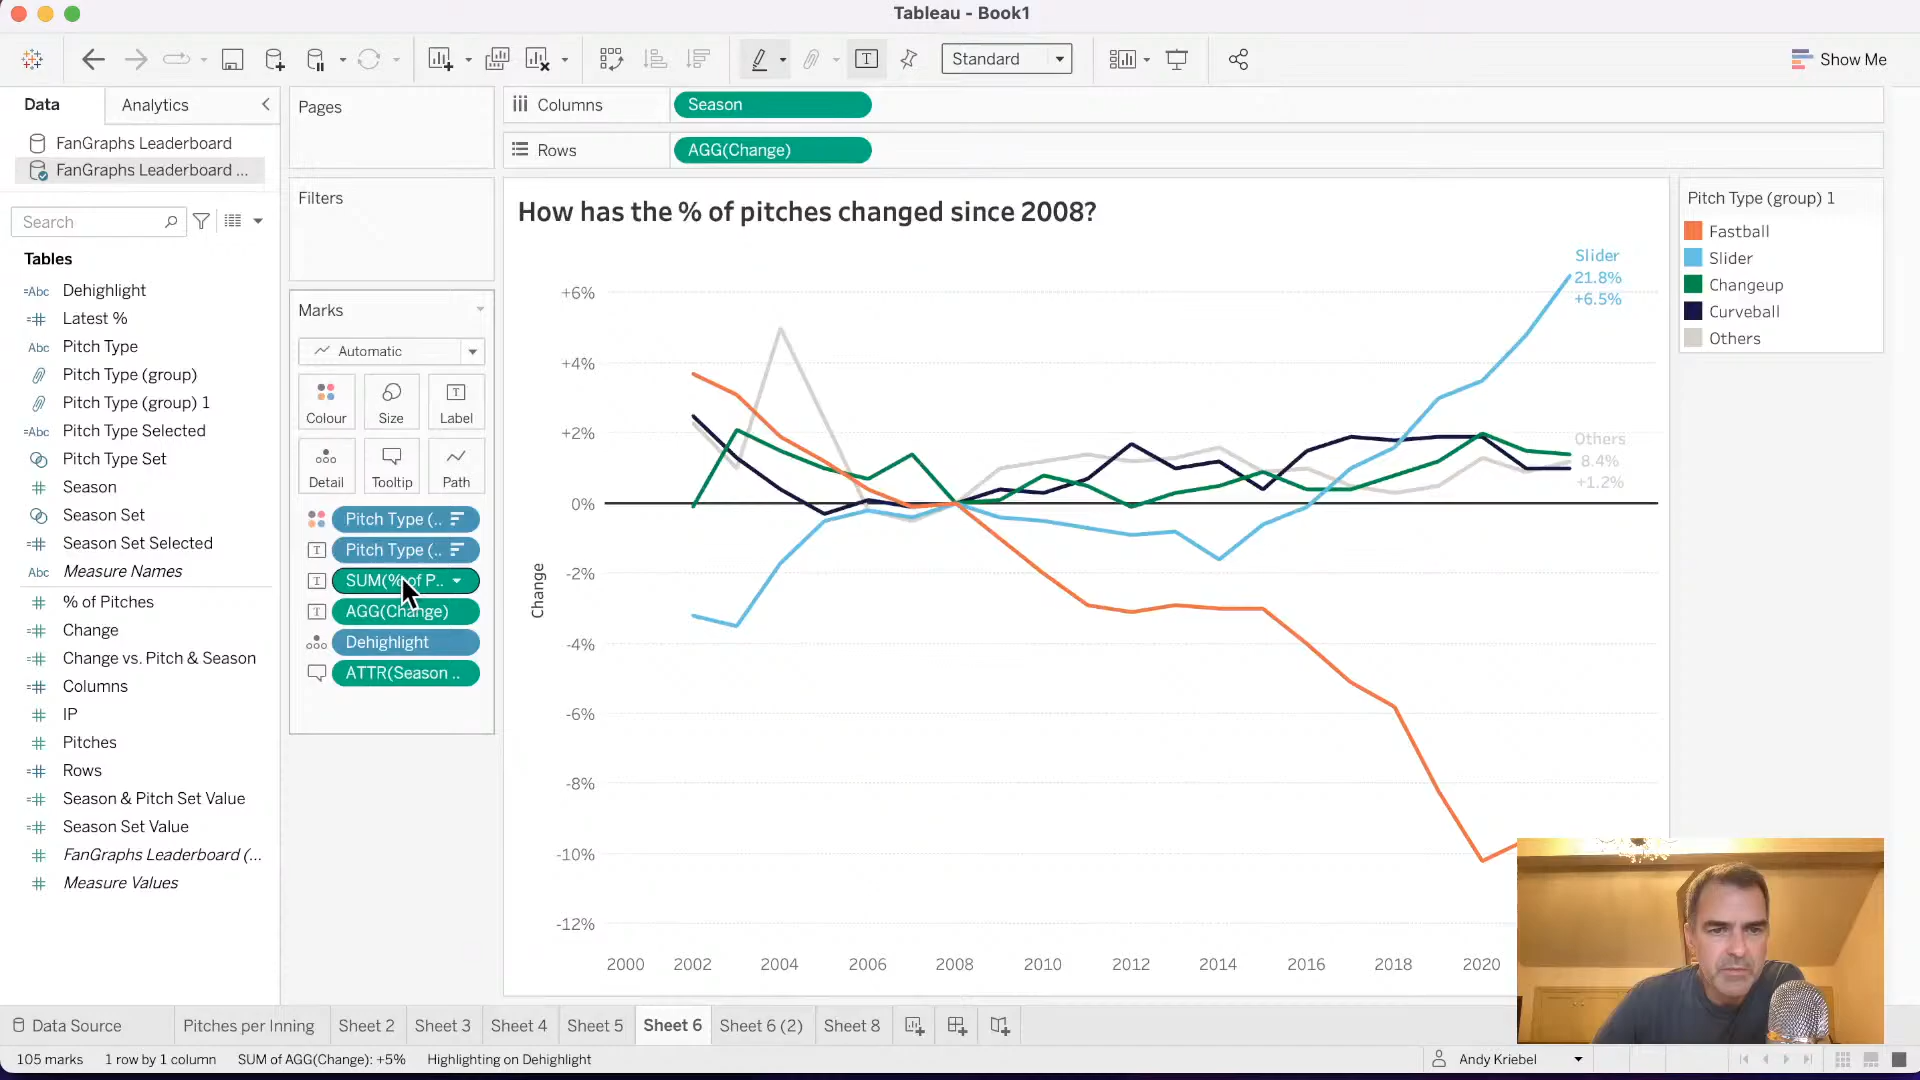 Tableau - Book1
Standard
Show Me
Data
Analytics
FanGraphs Leaderboard
FanGraphs Leaderboard ...
Search
Tables
=Abc Dehighlight
Latest %
Abc Pitch Type
Pitch Type (group)
Pitch Type (group) 1
=Abc Pitch Type Selected
Pitch Type Set
Season
Season Set
Season Set Selected
Abc Measure Names
% of Pitches
Change
Change vs. Pitch & Season
Columns
IP
Pitches
Rows
Season & Pitch Set Value
Season Set Value
FanGraphs Leaderboard (...
Measure Values
Pages
Filters
Marks
Automatic
Colour
Size
Label
Detail
Tooltip
Path
Pitch Type (..
Pitch Type (..
SUM(% of P..
AGG(Change)
Dehighlight
ATTR(Season ..
Columns
Season
Rows
AGG(Change)
How has the % of pitches changed since 2008?
+6%
+4%
+2%
0%
-2%
-4%
-6%
-8%
-10%
-12%
Change
2000 2002 2004 2006 2008 2010 2012 2014 2016 2018 2020
Slider
21.8%
+6.5%
Others
8.4%
+1.2%
Pitch Type (group) 1
Fastball
Slider
Changeup
Curveball
Others
Data Source
Pitches per Inning
Sheet 2
Sheet 3
Sheet 4
Sheet 5
Sheet 6
Sheet 6 (2)
Sheet 8
105 marks
1 row by 1 column
SUM of AGG(Change): +5%
Highlighting on Dehighlight
Andy Kriebel